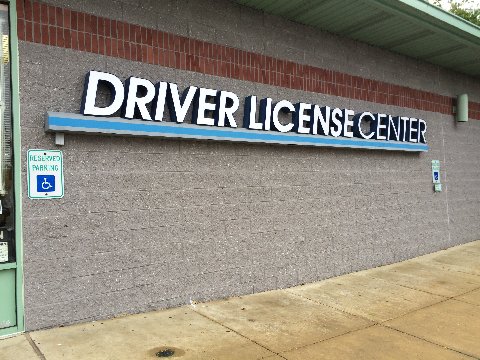 DRIVER LICENSE CENTER
RESERVED
PARKING